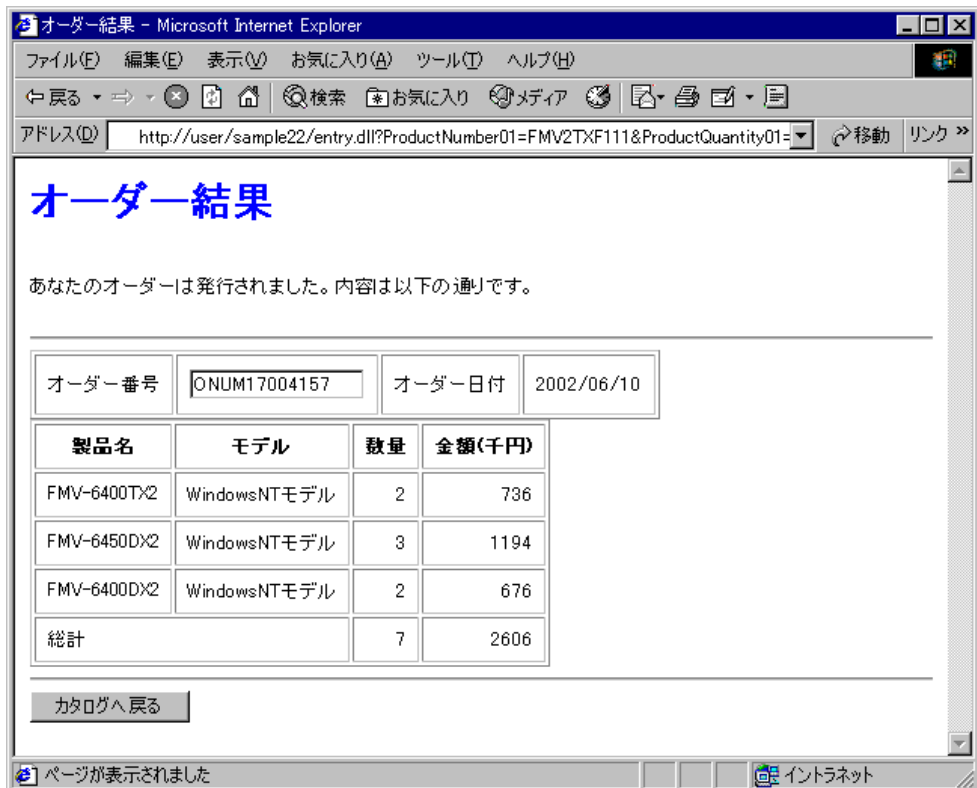 オーダー結果 - Microsoft Internet Explorer
ファイル(F) 編集(E) 表示(V) お気に入り(A) ツール(T) ヘルプ(H)
戻る 検索 お気に入り メディア
アドレス(D) http://user/sample22/entry.dll?ProductNumber01=FMV2TXF111&ProductQuantity01= 移動 リンク »
オーダー結果
あなたのオーダーは発行されました。内容は以下の通りです。
オーダー番号 ONUM17004157 オーダー日付 2002/06/10
製品名 モデル 数量 金額(千円)
FMV-6400TX2 WindowsNTモデル 2 736
FMV-6450DX2 WindowsNTモデル 3 1194
FMV-6400DX2 WindowsNTモデル 2 676
総計 7 2606
カタログへ戻る
ページが表示されました イントラネット